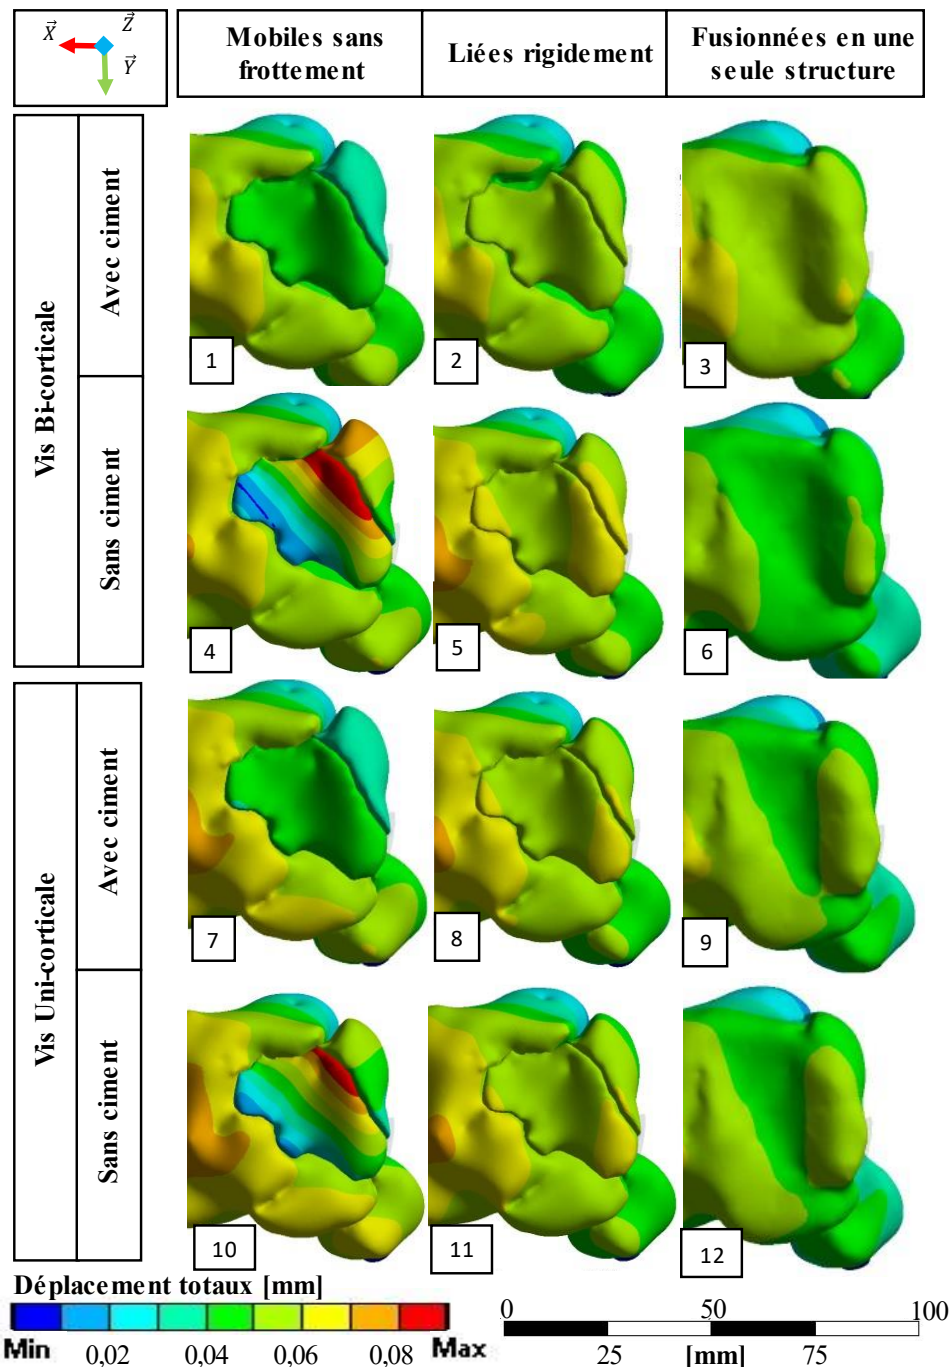 X Z
Y
Mobiles sans frottement
Liées rigidement
Fusionnées en une seule structure
Vis Bi-corticale
Avec ciment
1
2
3
Sans ciment
4
5
6
Vis Uni-corticale
Avec ciment
7
8
9
Sans ciment
10
11
12
Déplacement totaux [mm]
Min 0,02 0,04 0,06 0,08 Max
0 50 100
25 [mm] 75